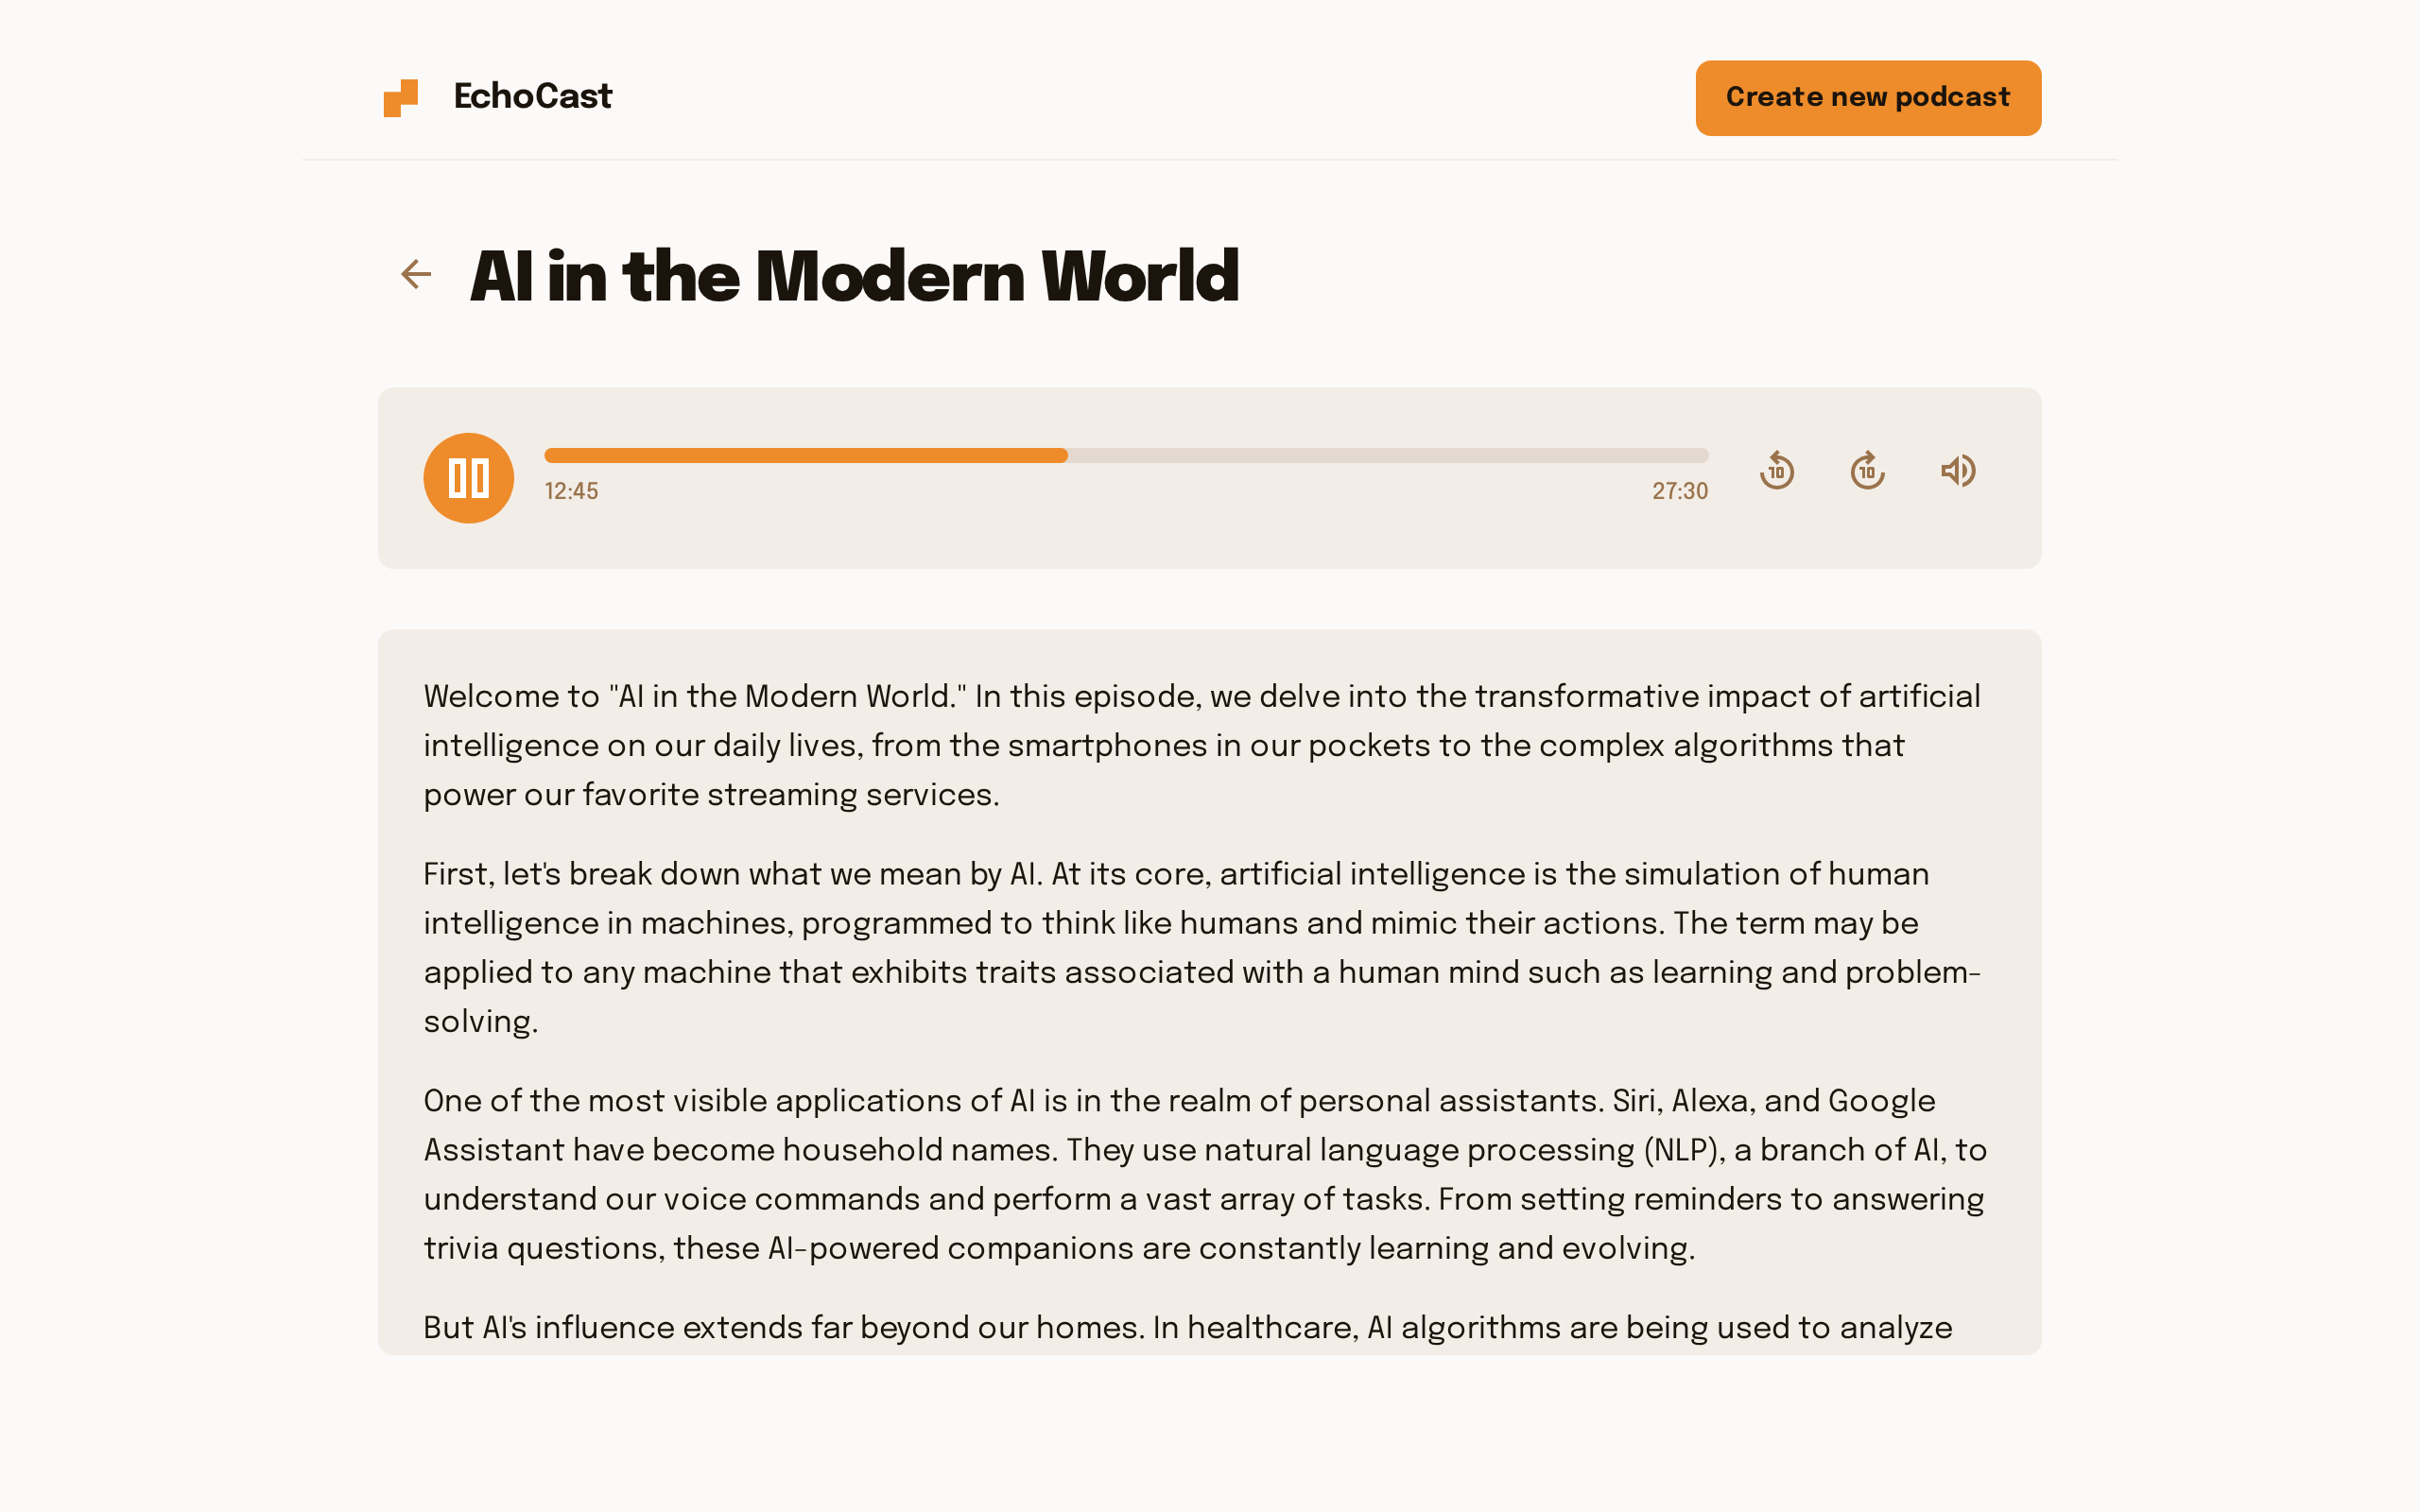 EchoCast
Create new podcast
AI in the Modern World
12:45
27:30
10
10
Welcome to "AI in the Modern World." In this episode, we delve into the transformative impact of artificial
intelligence on our daily lives, from the smartphones in our pockets to the complex algorithms that
power our favorite streaming services.
First, let's break down what we mean by AI. At its core, artificial intelligence is the simulation of human
intelligence in machines, programmed to think like humans and mimic their actions. The term may be
applied to any machine that exhibits traits associated with a human mind such as learning and problem-
solving.
One of the most visible applications of AI is in the realm of personal assistants. Siri, Alexa, and Google
Assistant have become household names. They use natural language processing (NLP), a branch of AI, to
understand our voice commands and perform a vast array of tasks. From setting reminders to answering
trivia questions, these AI-powered companions are constantly learning and evolving.
But AI's influence extends far beyond our homes. In healthcare, AI algorithms are being used to analyze